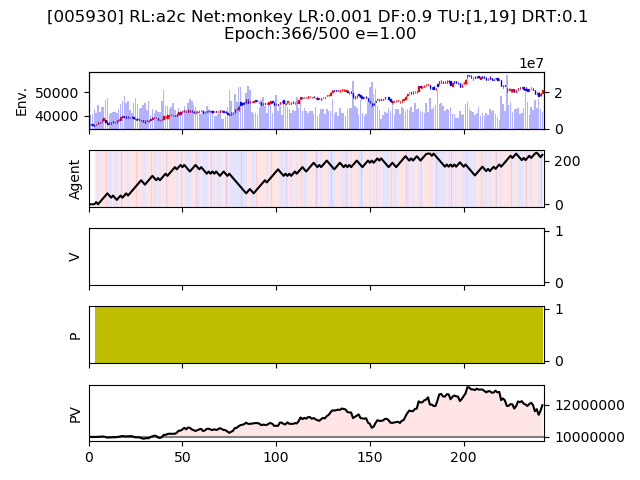 [005930] RL:a2c Net:monkey LR:0.001 DF:0.9 TU:[1,19] DRT:0.1
Epoch:366/500 e=1.00
1e7
Env.
50000
40000
2
0
Agent
200
0
V
1
0
P
1
0
PV
12000000
10000000
0
50
100
150
200